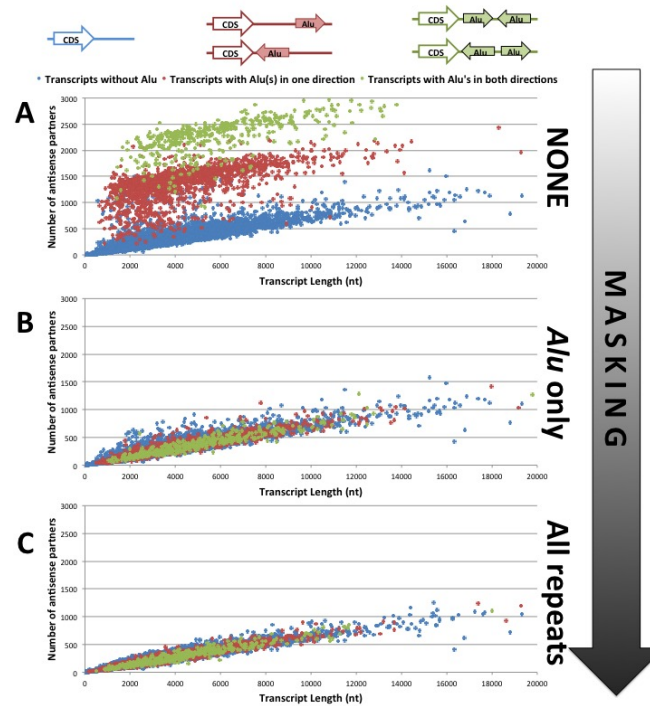 CDS
CDS Alu
CDS Alu
CDS Alu Alu
CDS Alu Alu
Transcripts without Alu
Transcripts with Alu(s) in one direction
Transcripts with Alu's in both directions
A
Number of antisense partners
3000
2500
2000
1500
1000
500
0
0 2000 4000 6000 8000 10000 12000 14000 16000 18000 20000
Transcript Length (nt)
NONE
B
Number of antisense partners
3000
2500
2000
1500
1000
500
0
0 2000 4000 6000 8000 10000 12000 14000 16000 18000 20000
Transcript Length (nt)
Alu only
C
Number of antisense partners
3000
2500
2000
1500
1000
500
0
0 2000 4000 6000 8000 10000 12000 14000 16000 18000 20000
Transcript Length (nt)
All repeats
MASKING